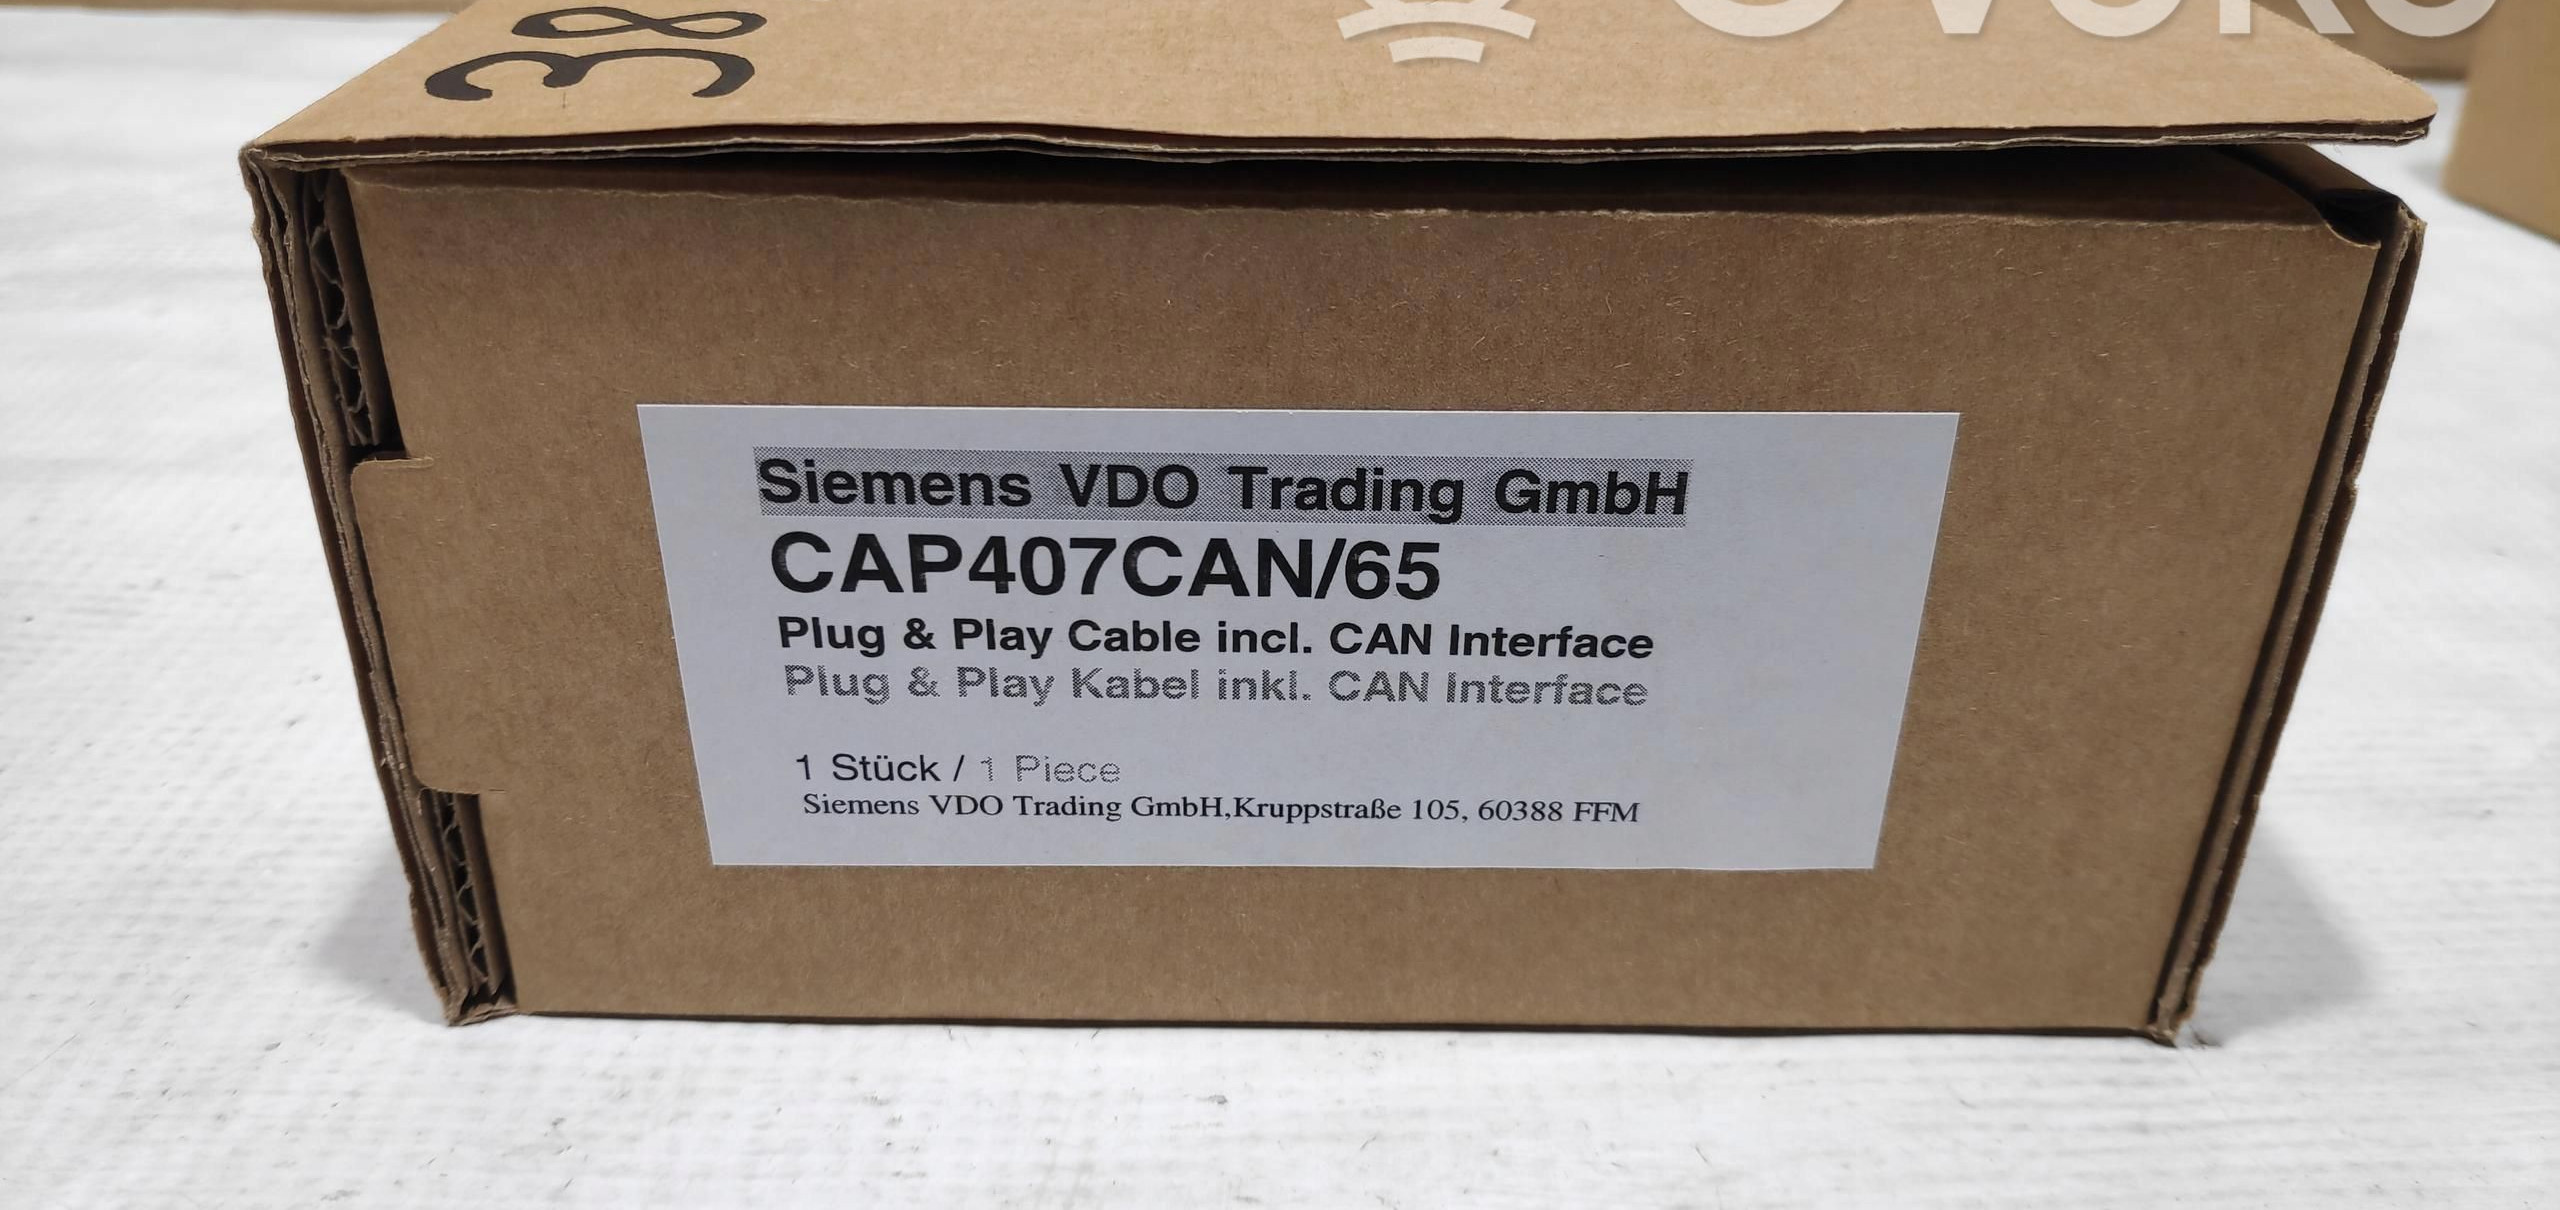 38
Siemens VDO Trading GmbH
CAP407CAN/65
Plug & Play Cable incl. CAN Interface
Plug & Play Kabel inkl. CAN Interface
1 Stück / 1 Piece
Siemens VDO Trading GmbH,Kruppstraße 105, 60388 FFM